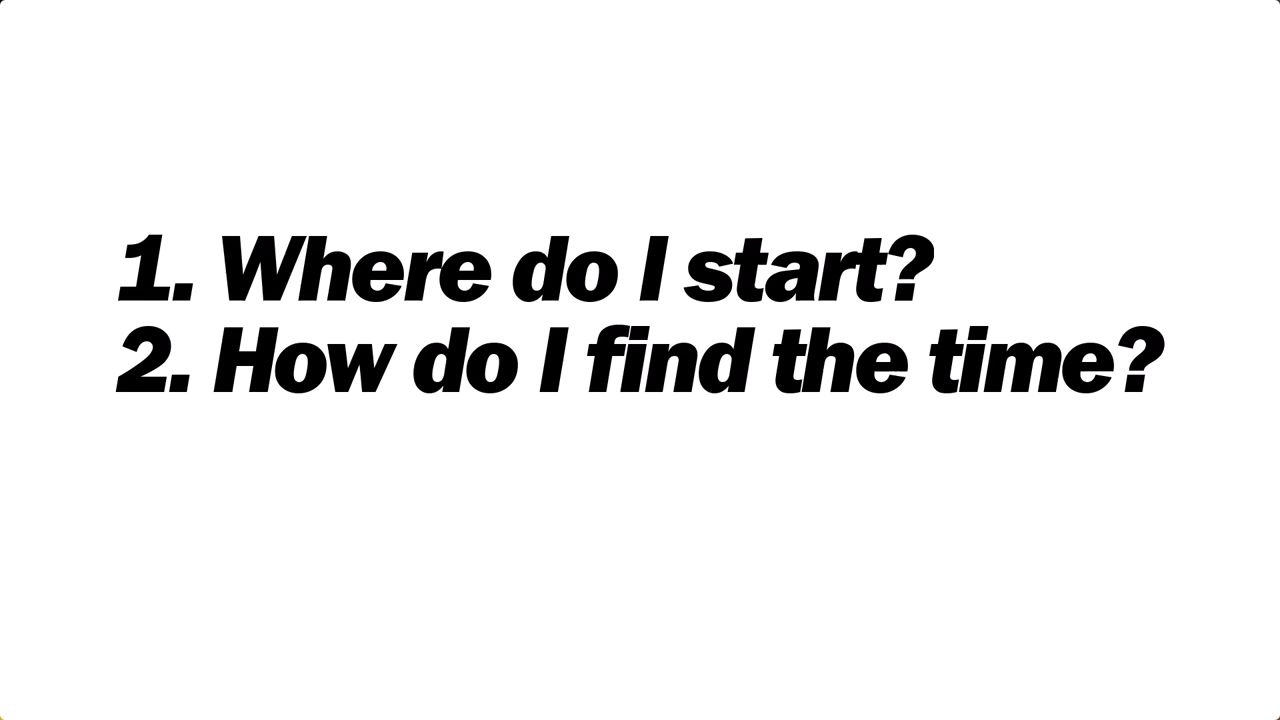 1. Where do I start?
2. How do I find the time?